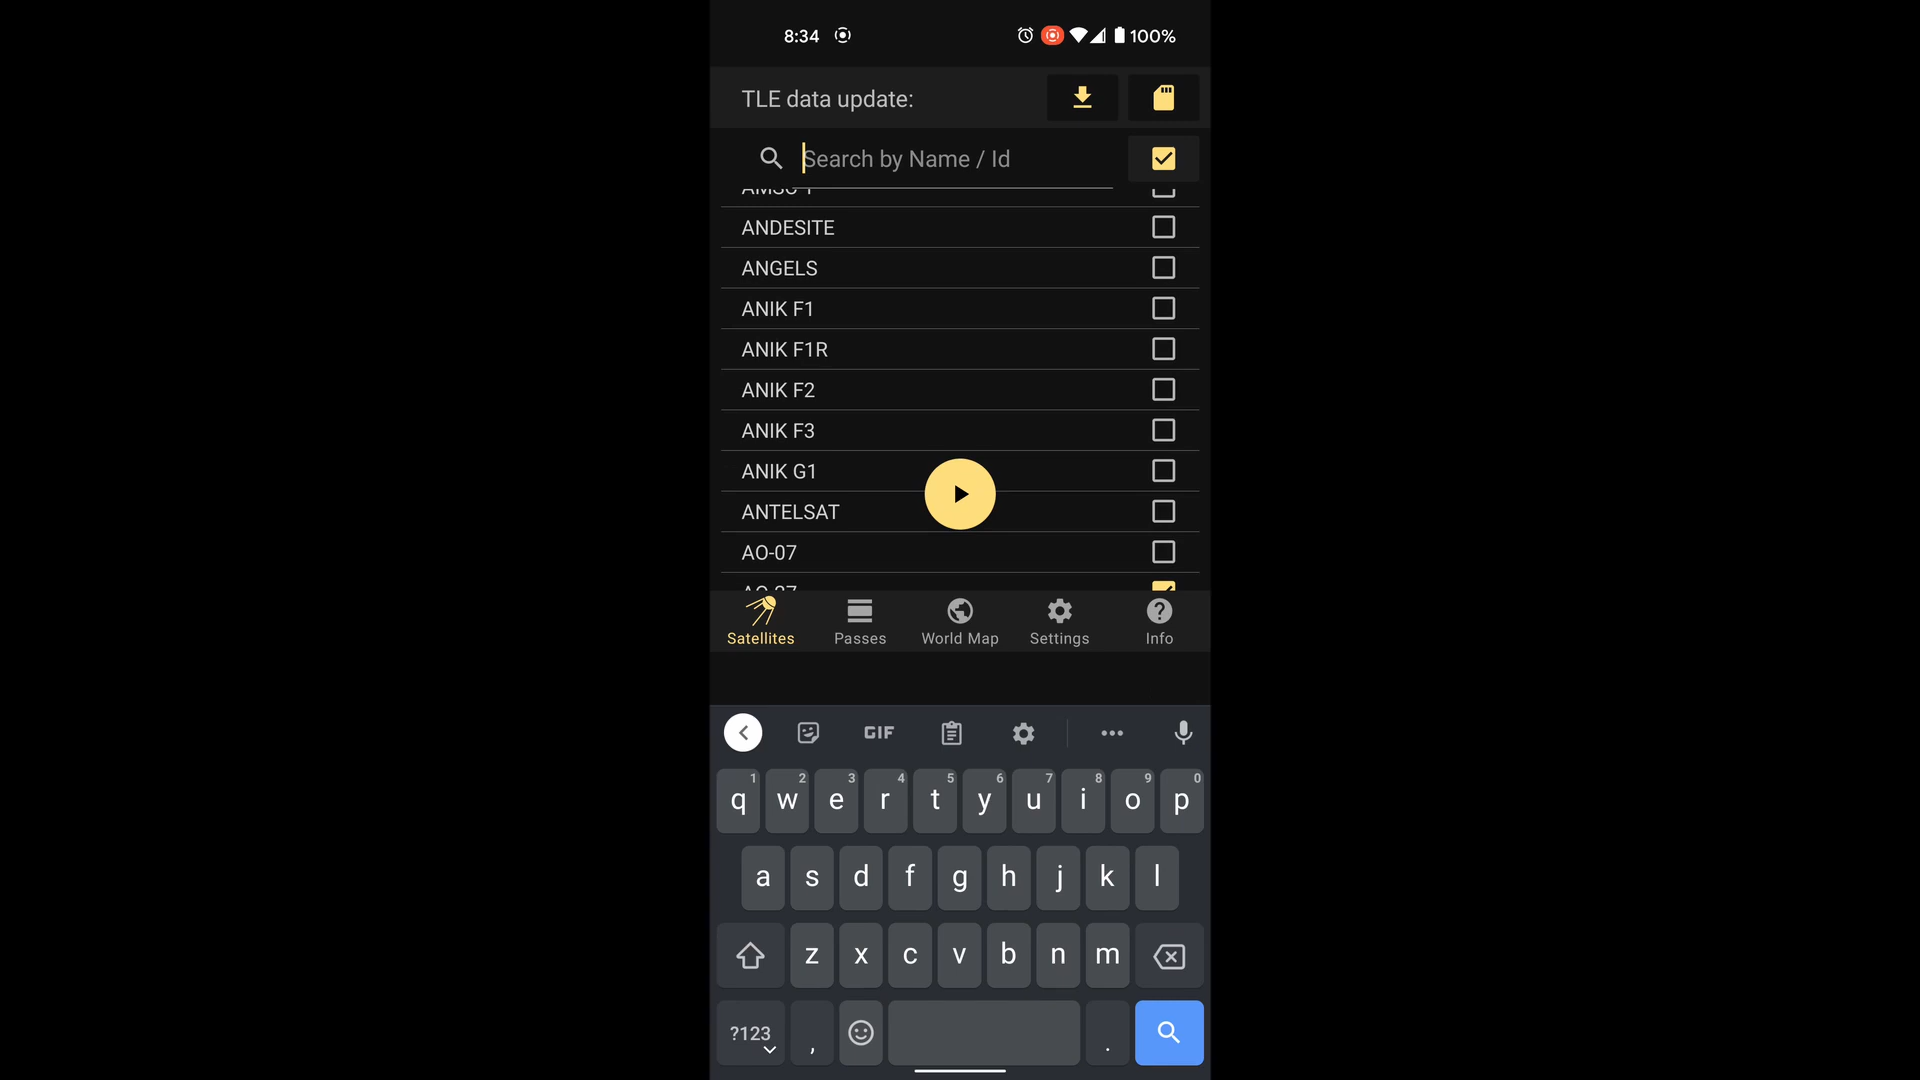 8:34 100%
TLE data update:
Search by Name / Id
ANDESITE
ANGELS
ANIK F1
ANIK F1R
ANIK F2
ANIK F3
ANIK G1
ANTELSAT
AO-07
Satellites Passes World Map Settings Info
GIF
1 2 3 4 5 6 7 8 9 0
q w e r t y u i o p
a s d f g h j k l
z x c v b n m
?123 , .